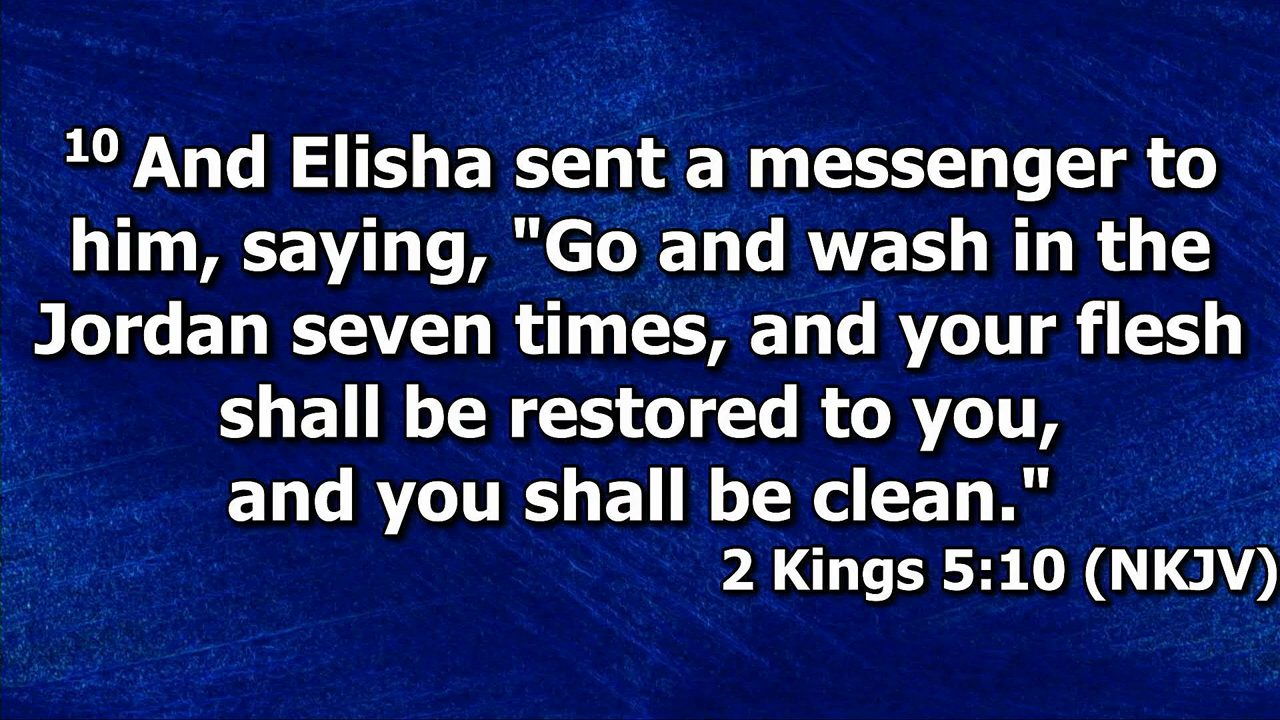 10 And Elisha sent a messenger to
him, saying, "Go and wash in the
Jordan seven times, and your flesh
shall be restored to you,
and you shall be clean."
2 Kings 5:10 (NKJV)